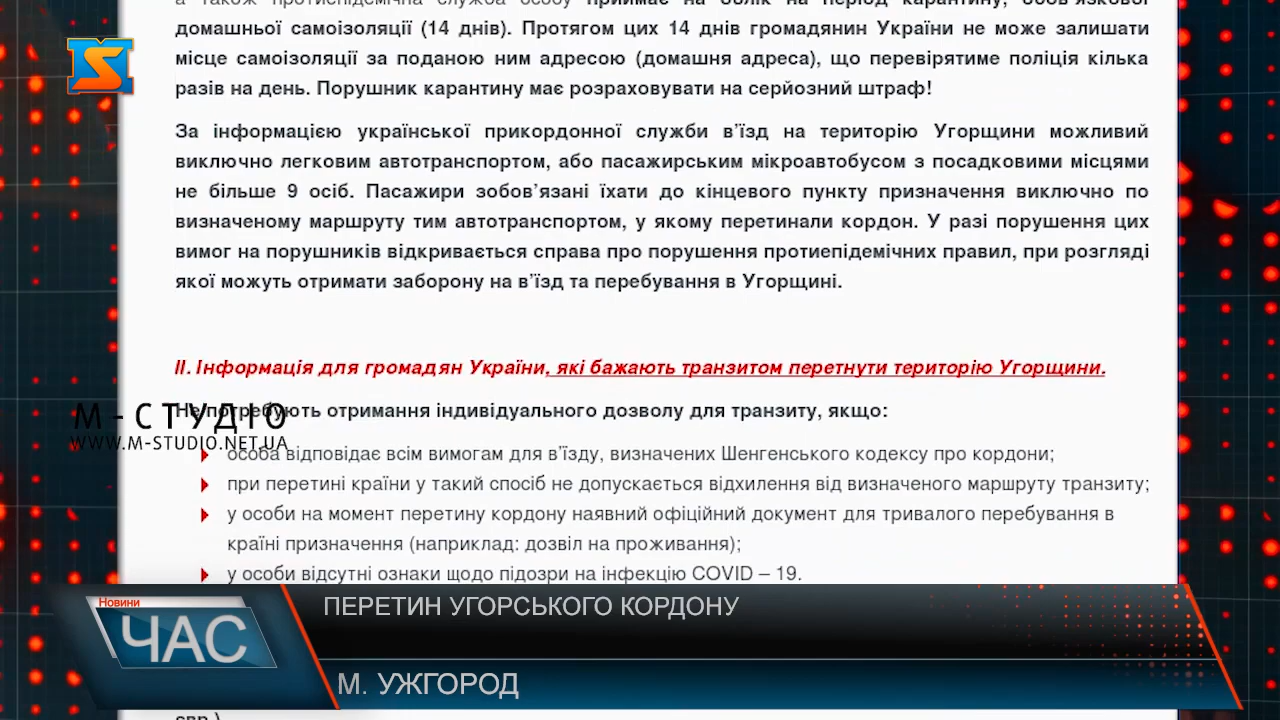 а також протиепідемічна служба особу приймає на облік на період карантину, обов'язкової
домашньої самоізоляції (14 днів). Протягом цих 14 днів громадянин України не може залишати
місце самоізоляції за поданою ним адресою (домашня адреса), що перевірятиме поліція кілька
разів на день. Порушник карантину має розраховувати на серйозний штраф!
За інформацією української прикордонної служби в'їзд на територію Угорщини можливий
виключно легковим автотранспортом, або пасажирським мікроавтобусом з посадковими місцями
не більше 9 осіб. Пасажири зобов'язані їхати до кінцевого пункту призначення виключно по
визначеному маршруту тим автотранспортом, у якому перетинали кордон. У разі порушення цих
вимог на порушників відкривається справа про порушення протиепідемічних правил, при розгляді
якої можуть отримати заборону на в'їзд та перебування в Угорщині.
II. Інформація для громадян України, які бажають транзитом перетнути територію Угорщини.
Не потребують отримання індивідуального дозволу для транзиту, якщо:
М-СТУДІО
WWW.M-STUDIO.NET.UA
особа відповідає всім вимогам для в'їзду, визначених Шенгенського кодексу про кордони;
при перетині країни у такий спосіб не допускається відхилення від визначеного маршруту транзиту;
у особи на момент перетину кордону наявний офіційний документ для тривалого перебування в
країні призначення (наприклад: дозвіл на проживання);
у особи відсутні ознаки щодо підозри на інфекцію COVID – 19.
Новини
ЧАС
ПЕРЕТИН УГОРСЬКОГО КОРДОНУ
М. УЖГОРОД